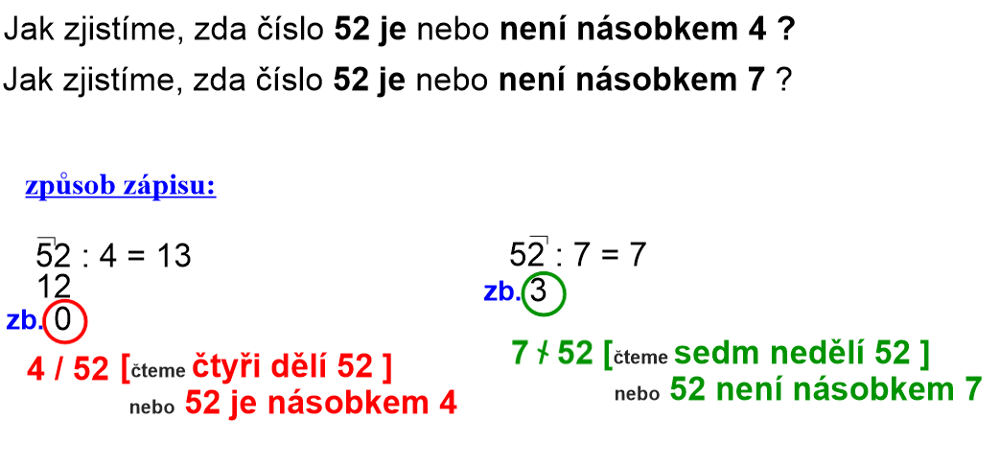 Jak zjistíme, zda číslo 52 je nebo není násobkem 4 ?
Jak zjistíme, zda číslo 52 je nebo není násobkem 7 ?
způsob zápisu:
52 : 4 = 13
12
zb. 0
4 / 52 [čteme čtyři dělí 52 ]
nebo 52 je násobkem 4
52 : 7 = 7
zb. 3
7 ∤ 52 [čteme sedm nedělí 52 ]
nebo 52 není násobkem 7